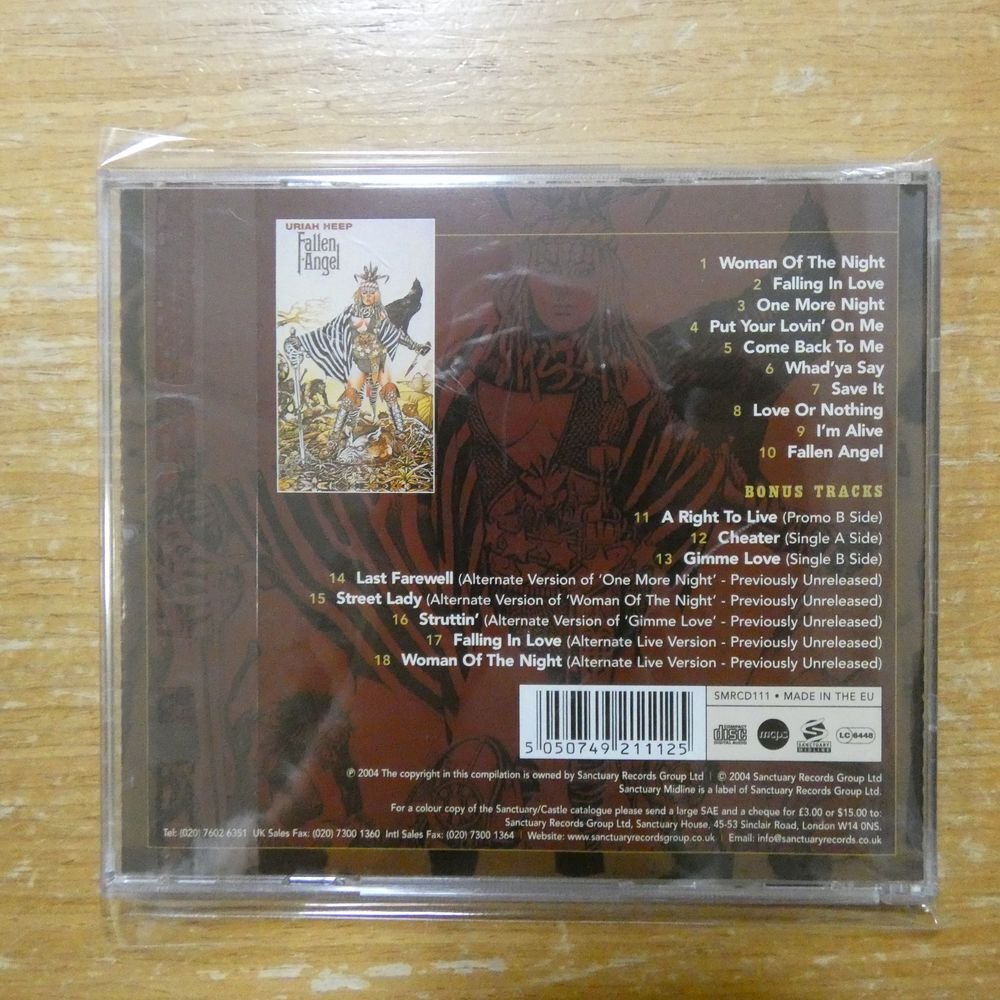 URIAH HEEP
Fallen
Angel
1 Woman Of The Night
2 Falling In Love
3 One More Night
4 Put Your Lovin' On Me
5 Come Back To Me
6 Whad'ya Say
7 Save It
8 Love Or Nothing
9 I'm Alive
10 Fallen Angel
BONUS TRACKS
11 A Right To Live (Promo B Side)
12 Cheater (Single A Side)
13 Gimme Love (Single B Side)
14 Last Farewell (Alternate Version of 'One More Night' - Previously Unreleased)
15 Street Lady (Alternate Version of 'Woman Of The Night' - Previously Unreleased)
16 Struttin' (Alternate Version of 'Gimme Love' - Previously Unreleased)
17 Falling In Love (Alternate Live Version - Previously Unreleased)
18 Woman Of The Night (Alternate Live Version - Previously Unreleased)
SMRCD111 • MADE IN THE EU
COMPACT
disc
DIGITAL AUDIO
mcps
SANCTUARY
MIDLINE
LC 6448
5 050749 211125
℗ 2004 The copyright in this compilation is owned by Sanctuary Records Group Ltd | © 2004 Sanctuary Records Group Ltd
Sanctuary Midline is a label of Sanctuary Records Group Ltd.
For a colour copy of the Sanctuary/Castle catalogue please send a large SAE and a cheque for £3.00 or $15.00 to:
Sanctuary Records Group Ltd, Sanctuary House, 45-53 Sinclair Road, London W14 0NS.
Tel: (020) 7602 6351 UK Sales Fax: (020) 7300 1360 Intl Sales Fax: (020) 7300 1364 | Website: www.sanctuaryrecordsgroup.co.uk | Email: info@sanctuaryrecords.co.uk